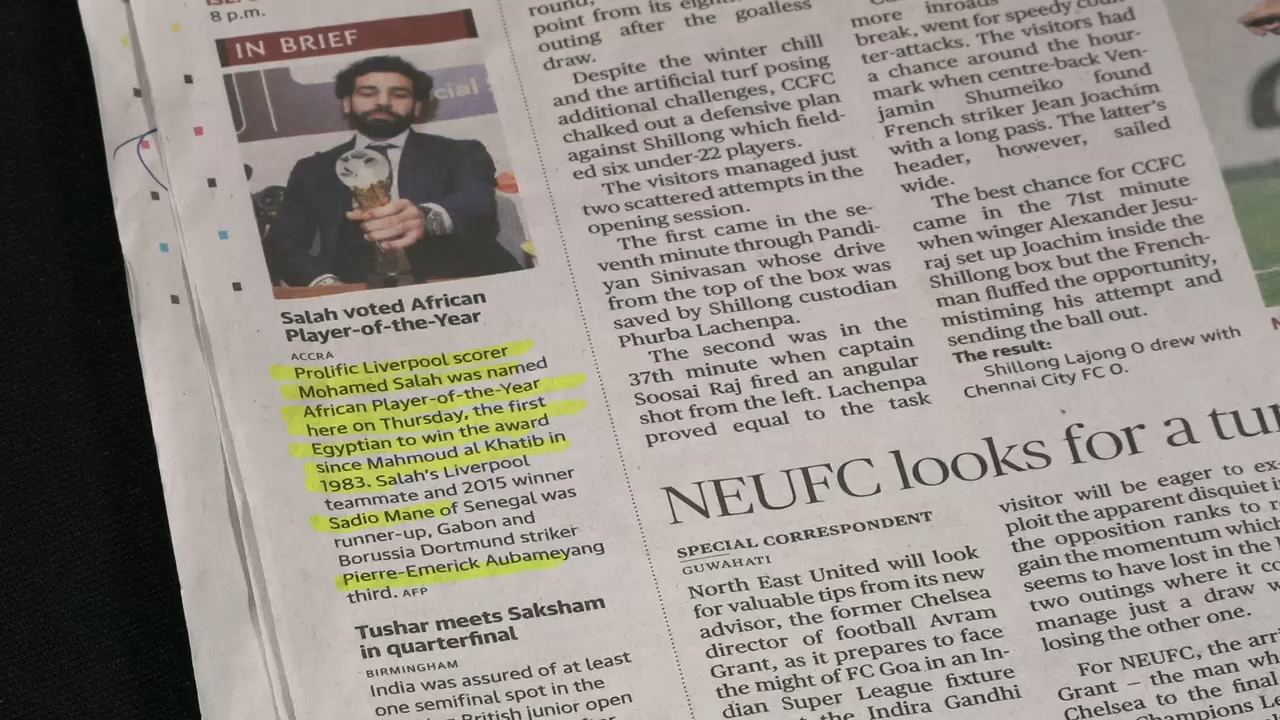 8 p.m.
IN BRIEF
cial
Salah voted African
Player-of-the-Year
ACCRA
Prolific Liverpool scorer
Mohamed Salah was named
African Player-of-the-Year
here on Thursday, the first
Egyptian to win the award
since Mahmoud al Khatib in
1983. Salah's Liverpool
teammate and 2015 winner
Sadio Mane of Senegal was
runner-up, Gabon and
Borussia Dortmund striker
Pierre-Emerick Aubameyang
third. AFP
Tushar meets Saksham
in quarterfinal
BIRMINGHAM
India was assured of at least
one semifinal spot in the
British junior open
round,
point from its
outing after the goalless
draw.
Despite the winter chill
and the artificial turf posing
additional challenges, CCFC
chalked out a defensive plan
against Shillong which field-
ed six under-22 players.
The visitors managed just
two scattered attempts in the
opening session.
The first came in the se-
venth minute through Pandi-
yan Sinivasan whose drive
from the top of the box was
saved by Shillong custodian
Phurba Lachenpa.
The second was in the
37th minute when captain
Soosai Raj fired an angular
shot from the left. Lachenpa
proved equal to the task
more inroads
break, went for speedy coun
ter-attacks. The visitors had
a chance around the hour-
mark when centre-back Ven-
jamin Shumeiko found
French striker Jean Joachim
with a long pass. The latter's
header, however, sailed
wide.
The best chance for CCFC
came in the 71st minute
when winger Alexander Jesu-
raj set up Joachim inside the
Shillong box but the French-
man fluffed the opportunity,
mistiming his attempt and
sending the ball out.
The result:
Shillong Lajong 0 drew with
Chennai City FC 0.
NEUFC looks for a tu
SPECIAL CORRESPONDENT
GUWAHATI
North East United will look
for valuable tips from its new
advisor, the former Chelsea
director of football Avram
Grant, as it prepares to face
the might of FC Goa in an In-
dian Super League fixture
the Indira Gandhi
visitor will be eager to ex-
ploit the apparent disquiet i
the opposition ranks to r
gain the momentum which
seems to have lost in the
two outings where it co
manage just a draw w
losing the other one.
For NEUFC, the arr
Grant – the man wh
Chelsea to the final
Champions L